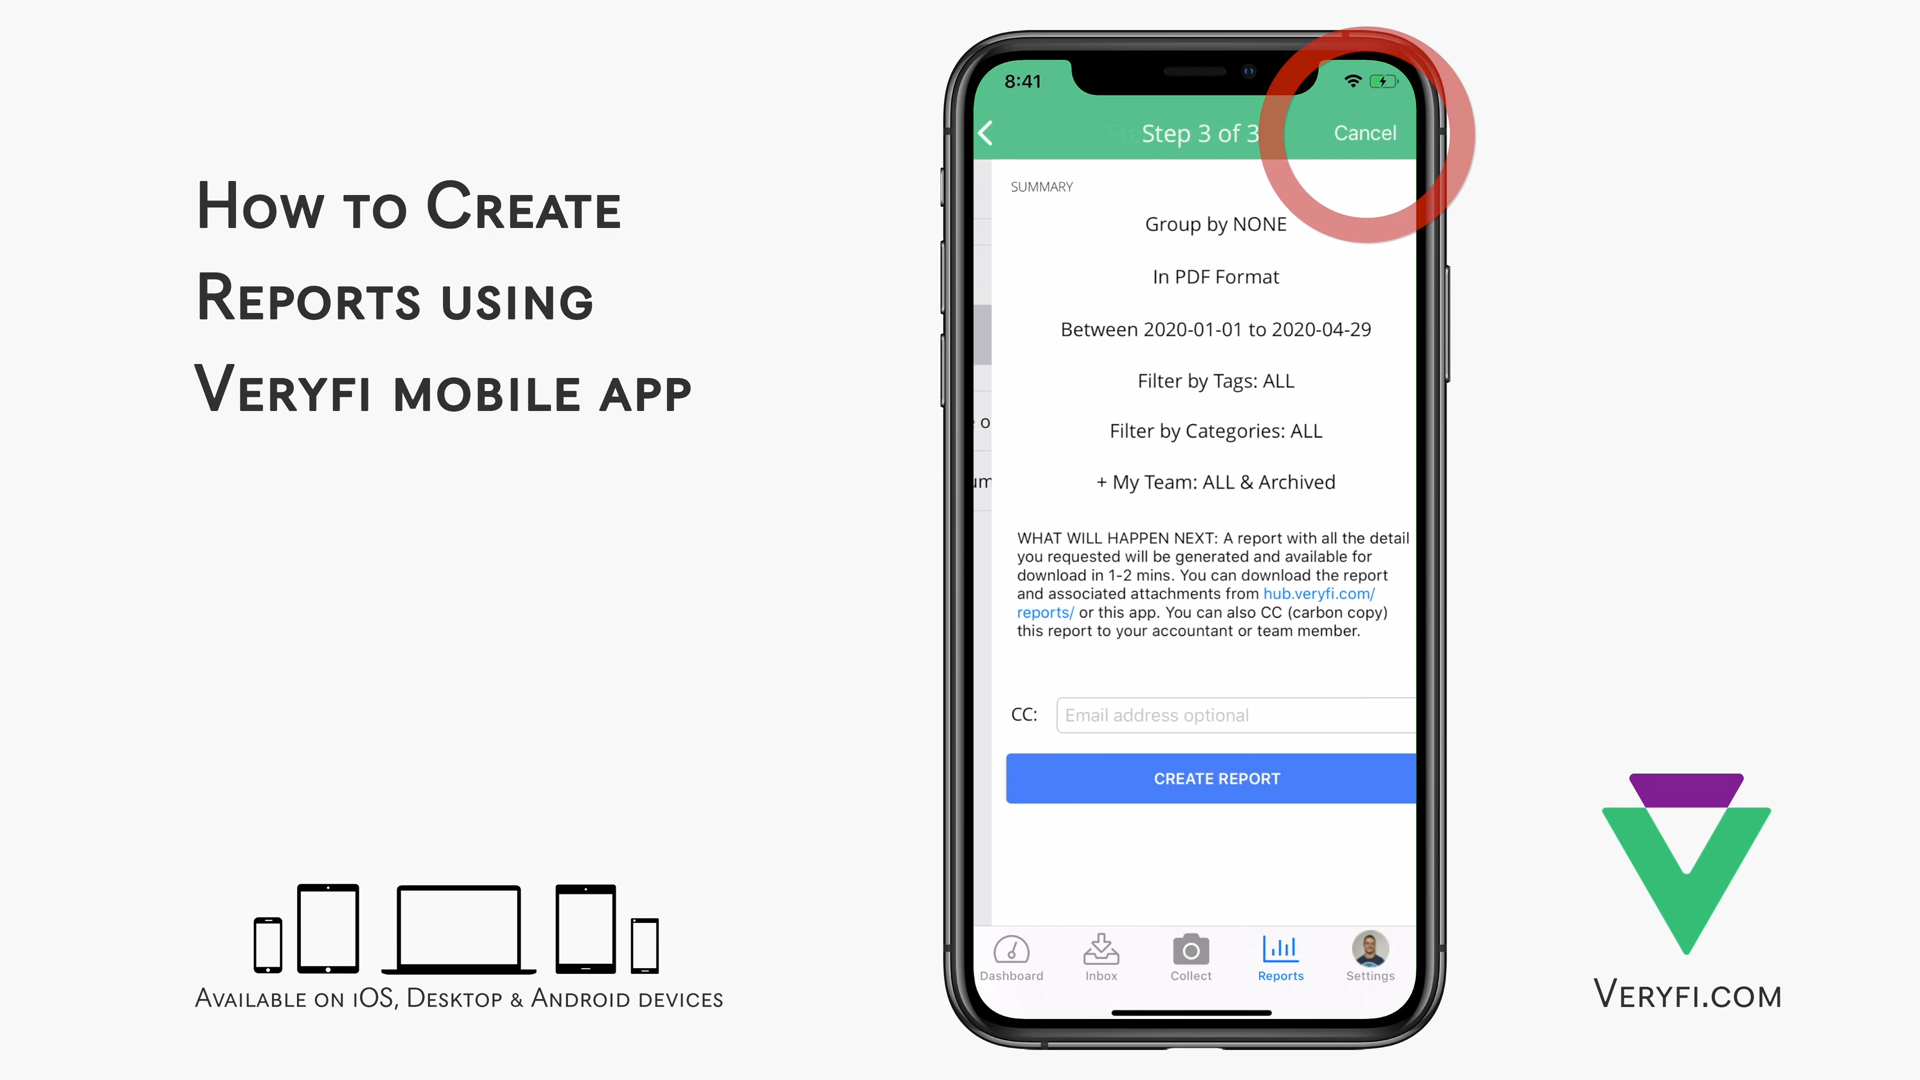 How to Create
Reports using
Veryfi mobile app
Available on iOS, Desktop & Android devices
8:41
Step 3 of 3
Cancel
SUMMARY
Group by NONE
In PDF Format
Between 2020-01-01 to 2020-04-29
Filter by Tags: ALL
Filter by Categories: ALL
+ My Team: ALL & Archived
WHAT WILL HAPPEN NEXT: A report with all the detail
you requested will be generated and available for
download in 1-2 mins. You can download the report
and associated attachments from hub.veryfi.com/
reports/ or this app. You can also CC (carbon copy)
this report to your accountant or team member.
CC: Email address optional
CREATE REPORT
Dashboard
Inbox
Collect
Reports
Settings
Veryfi.com